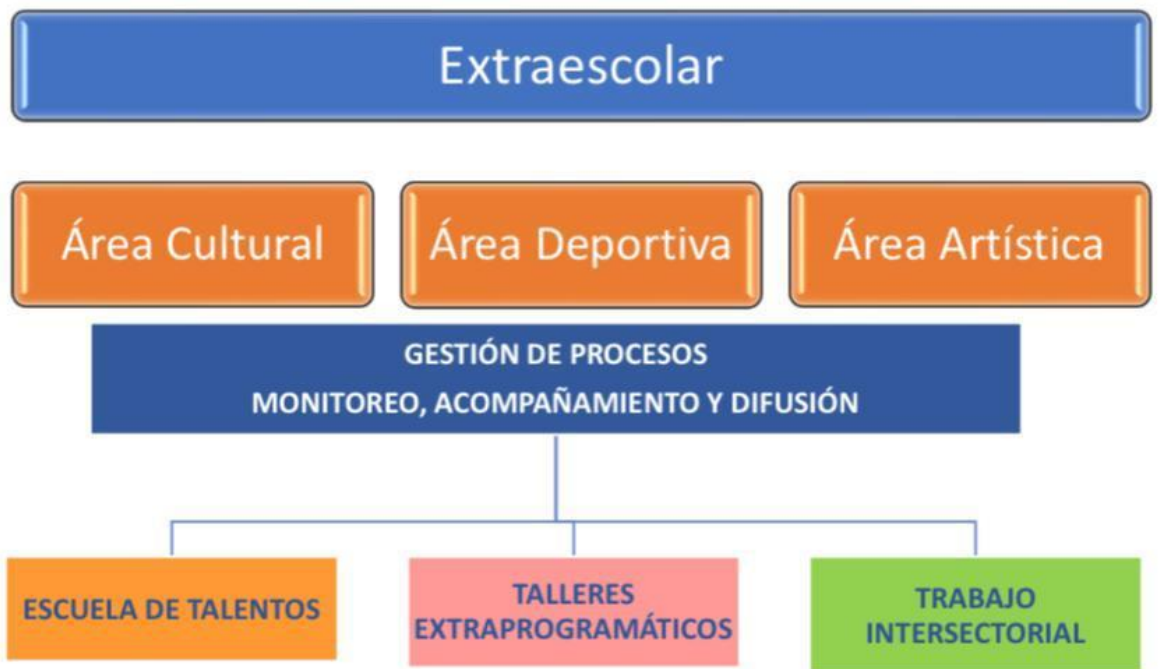 Extraescolar
Área Cultural
Área Deportiva
Área Artística
GESTIÓN DE PROCESOS
MONITOREO, ACOMPAÑAMIENTO Y DIFUSIÓN
ESCUELA DE TALENTOS
TALLERES
EXTRAPROGRAMÁTICOS
TRABAJO
INTERSECTORIAL